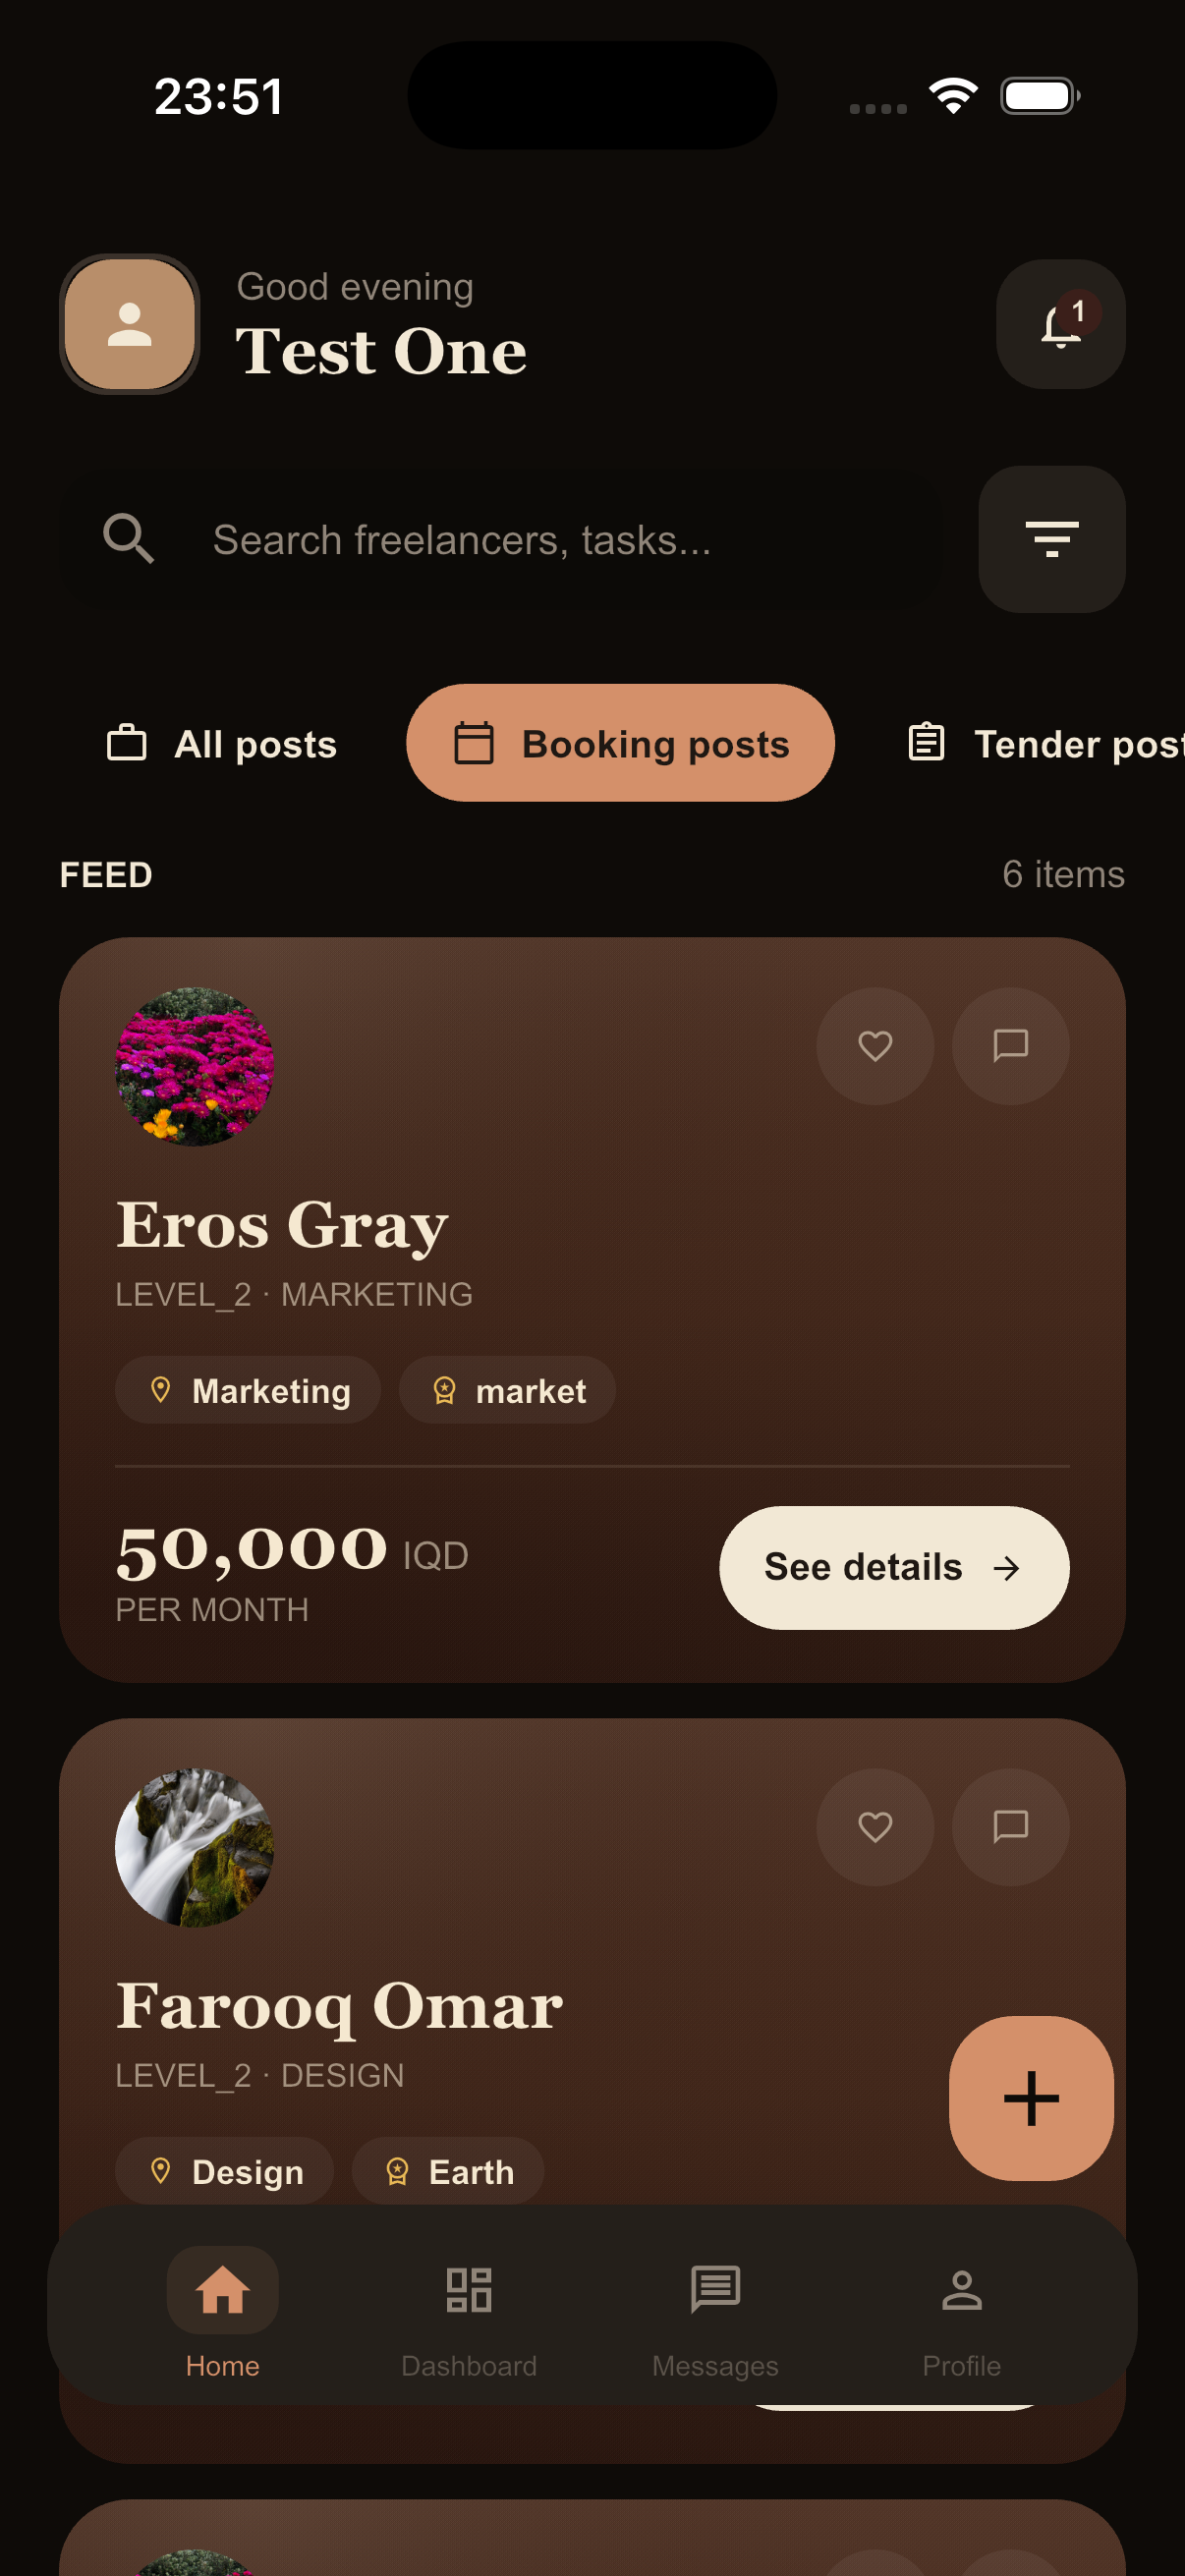 23:51
Good evening
Test One
1
Search freelancers, tasks...
All posts
Booking posts
Tender post
FEED
6 items
Eros Gray
LEVEL_2 · MARKETING
Marketing
market
50,000 IQD
PER MONTH
See details
Farooq Omar
LEVEL_2 · DESIGN
Design
Earth
Home
Dashboard
Messages
Profile